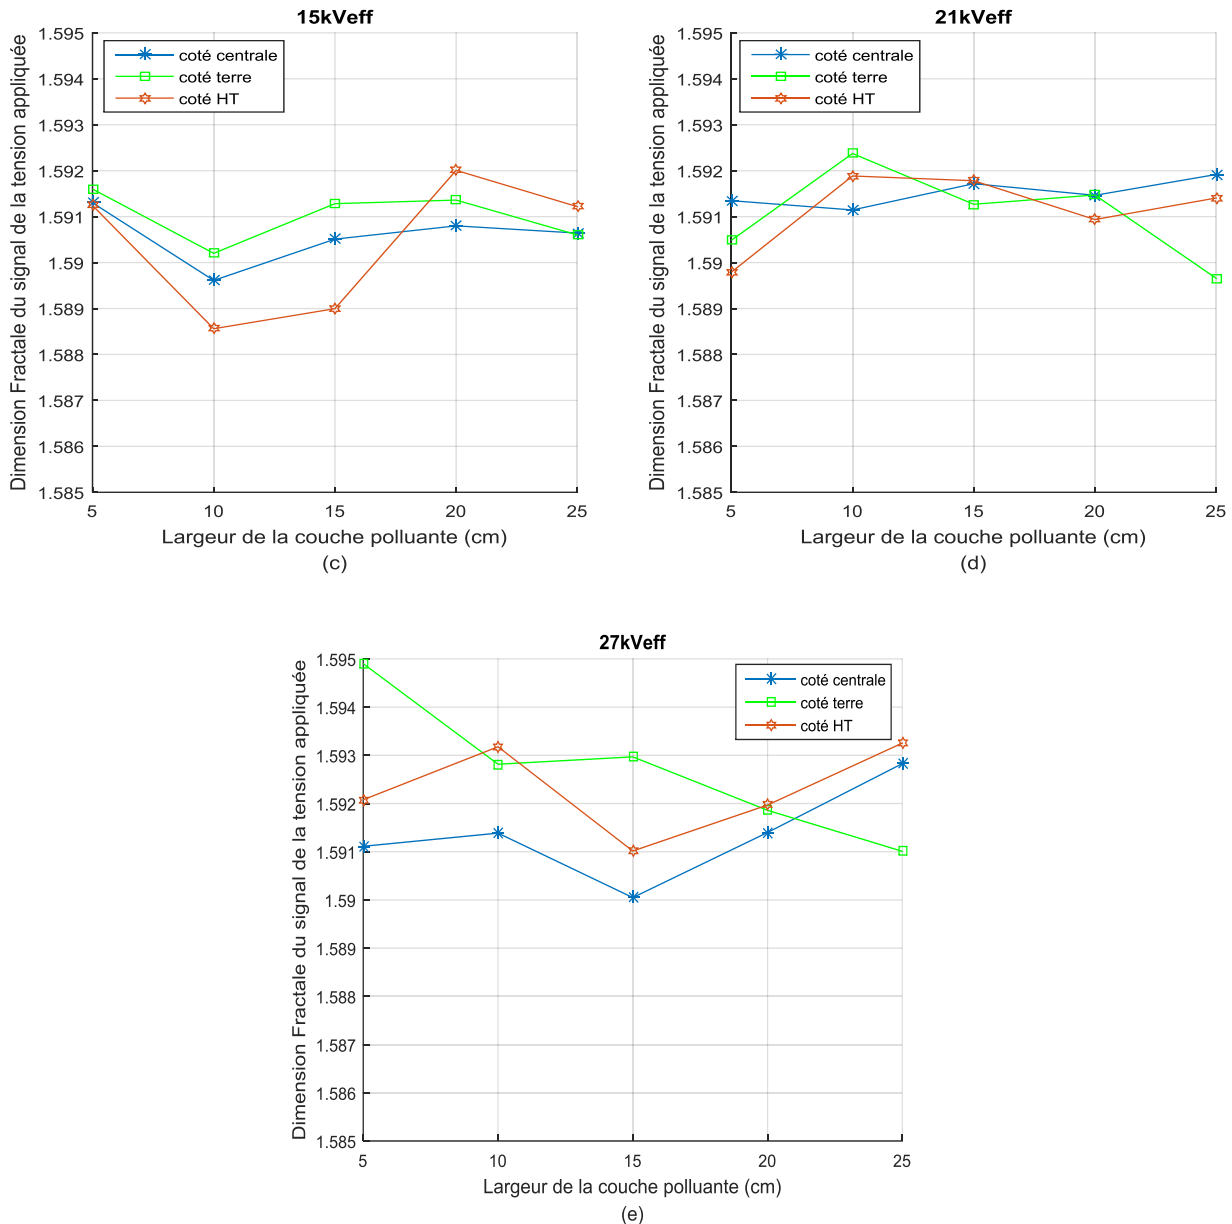 15kVeff
Dimension Fractale du signal de la tension appliquée
1.595
1.594
1.593
1.592
1.591
1.59
1.589
1.588
1.587
1.586
1.585
coté centrale
coté terre
coté HT
5 10 15 20 25
Largeur de la couche polluante (cm)
(c)
21kVeff
Dimension Fractale du signal de la tension appliquée
1.595
1.594
1.593
1.592
1.591
1.59
1.589
1.588
1.587
1.586
1.585
coté centrale
coté terre
coté HT
5 10 15 20 25
Largeur de la couche polluante (cm)
(d)
27kVeff
Dimension Fractale du signal de la tension appliquée
1.595
1.594
1.593
1.592
1.591
1.59
1.589
1.588
1.587
1.586
1.585
coté centrale
coté terre
coté HT
5 10 15 20 25
Largeur de la couche polluante (cm)
(e)